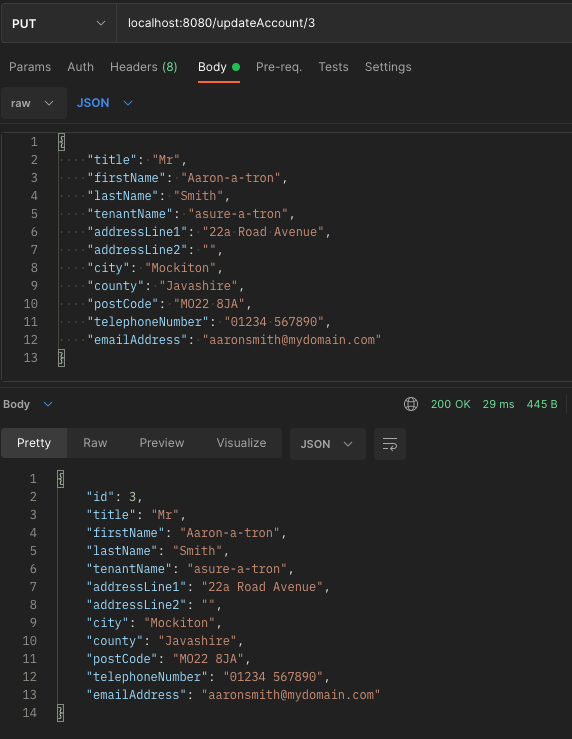 PUT localhost:8080/updateAccount/3
Params Auth Headers (8) Body Pre-req. Tests Settings
raw JSON
1 {
2 "title": "Mr",
3 "firstName": "Aaron-a-tron",
4 "lastName": "Smith",
5 "tenantName": "asure-a-tron",
6 "addressLine1": "22a Road Avenue",
7 "addressLine2": "",
8 "city": "Mockiton",
9 "county": "Javashire",
10 "postCode": "MO22 8JA",
11 "telephoneNumber": "01234 567890",
12 "emailAddress": "aaronsmith@mydomain.com"
13 }
Body 200 OK 29 ms 445 B
Pretty Raw Preview Visualize JSON
1 {
2 "id": 3,
3 "title": "Mr",
4 "firstName": "Aaron-a-tron",
5 "lastName": "Smith",
6 "tenantName": "asure-a-tron",
7 "addressLine1": "22a Road Avenue",
8 "addressLine2": "",
9 "city": "Mockiton",
10 "county": "Javashire",
11 "postCode": "MO22 8JA",
12 "telephoneNumber": "01234 567890",
13 "emailAddress": "aaronsmith@mydomain.com"
14 }